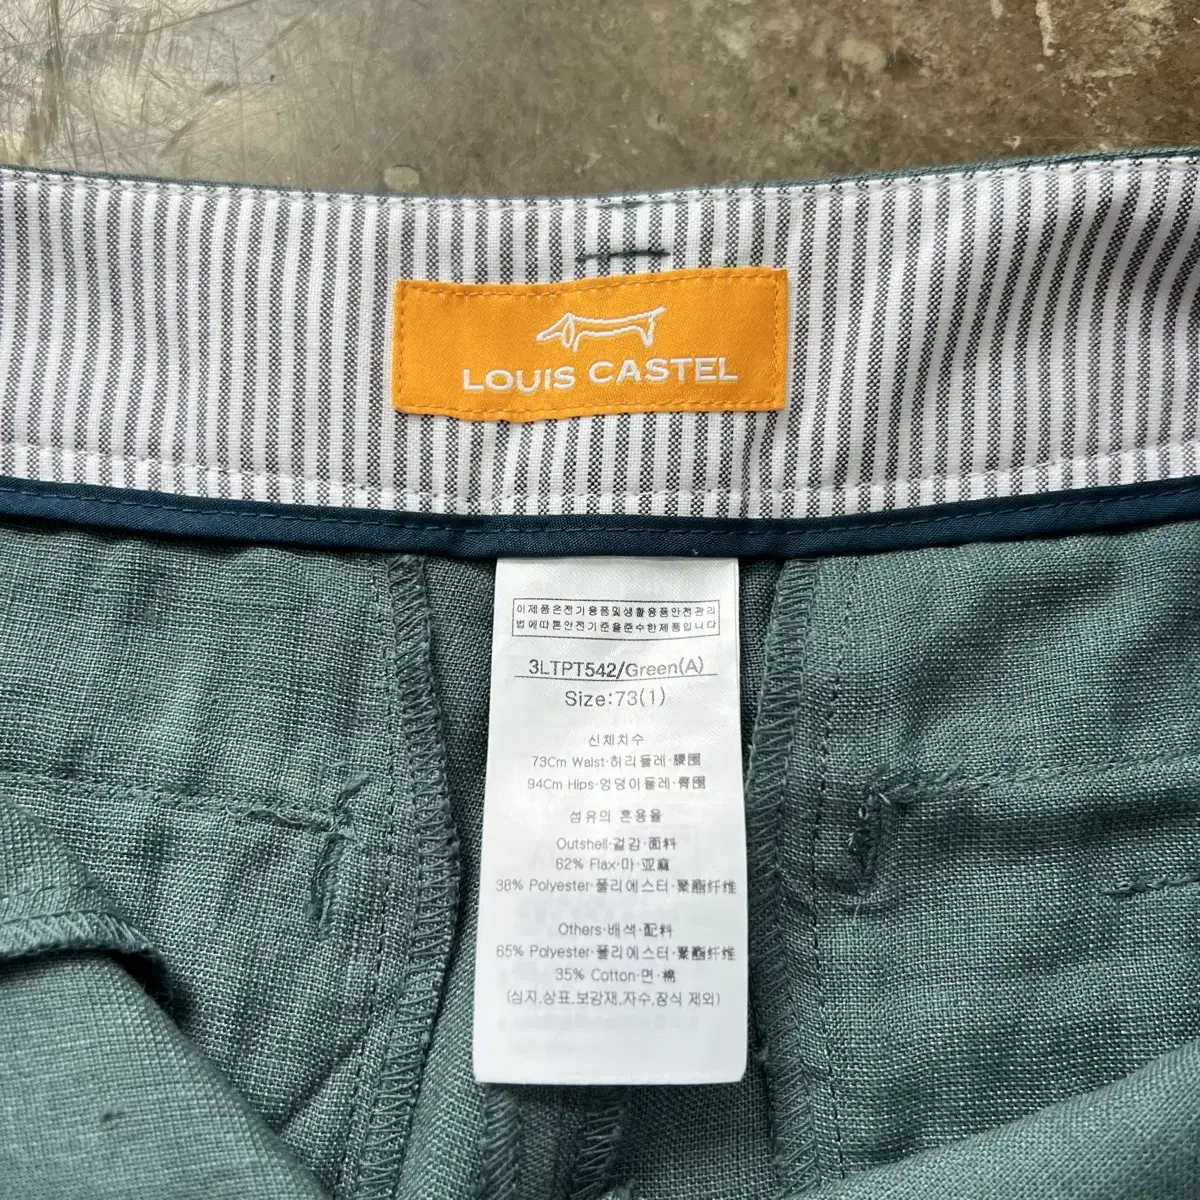 LOUIS CASTEL
이제품은전기용품및생활용품안전관리
법에따른안전기준을준수한제품입니다
3LTPT542/Green(A)
Size:73(1)
신체치수
73Cm Waist·허리둘레·腰围
94Cm Hips·엉덩이둘레·臀围
섬유의 혼용율
Outshell·겉감·面料
62% Flax·마·亚麻
38% Polyester·폴리에스터·聚酯纤维
Others·배색·配料
65% Polyester·폴리에스터·聚酯纤维
35% Cotton·면·棉
(심지,상표,보강재,자수,장식 제외)